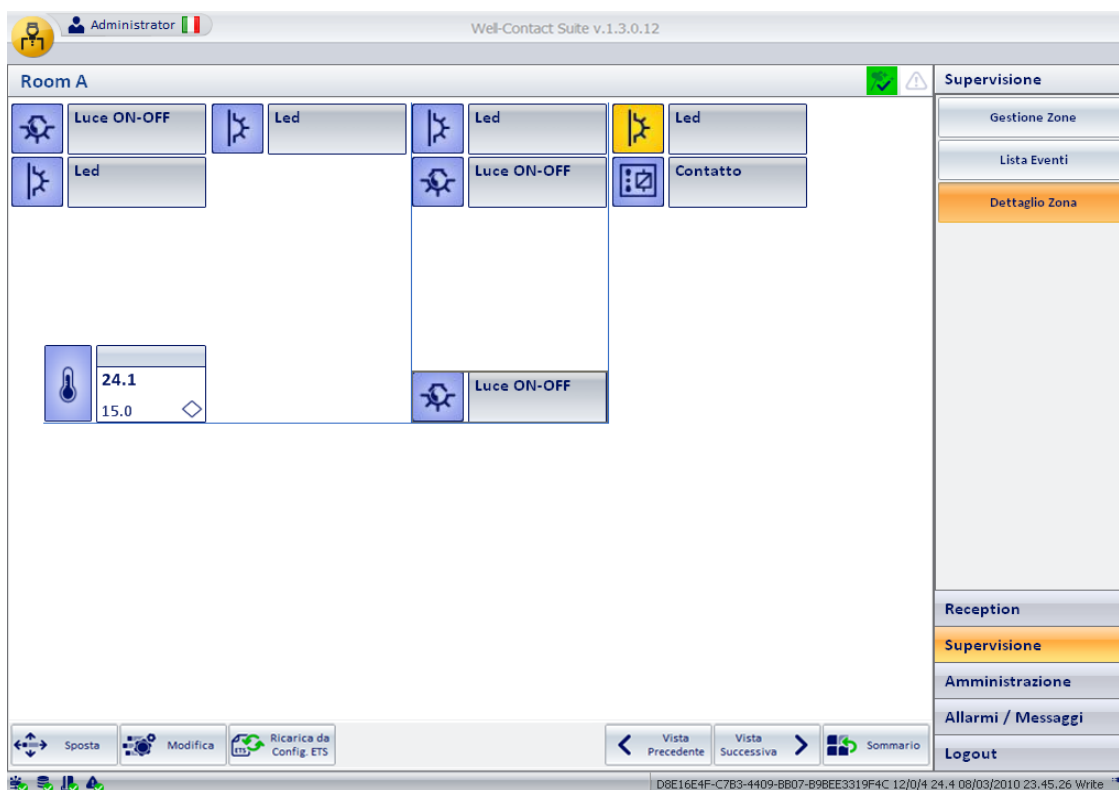 Administrator
Well-Contact Suite v.1.3.0.12
Room A
Supervisione
Luce ON-OFF
Led
Led
Led
Gestione Zone
Led
Luce ON-OFF
Contatto
Lista Eventi
Dettaglio Zona
24.1
15.0
Luce ON-OFF
Reception
Supervisione
Amministrazione
Allarmi / Messaggi
Logout
Sposta
Modifica
ETS
Ricarica da
Config. ETS
Vista
Precedente
Vista
Successiva
Sommario
D8E16E4F-C7B3-4409-BB07-B9BEE3319F4C 12/0/4 24.4 08/03/2010 23.45.26 Write